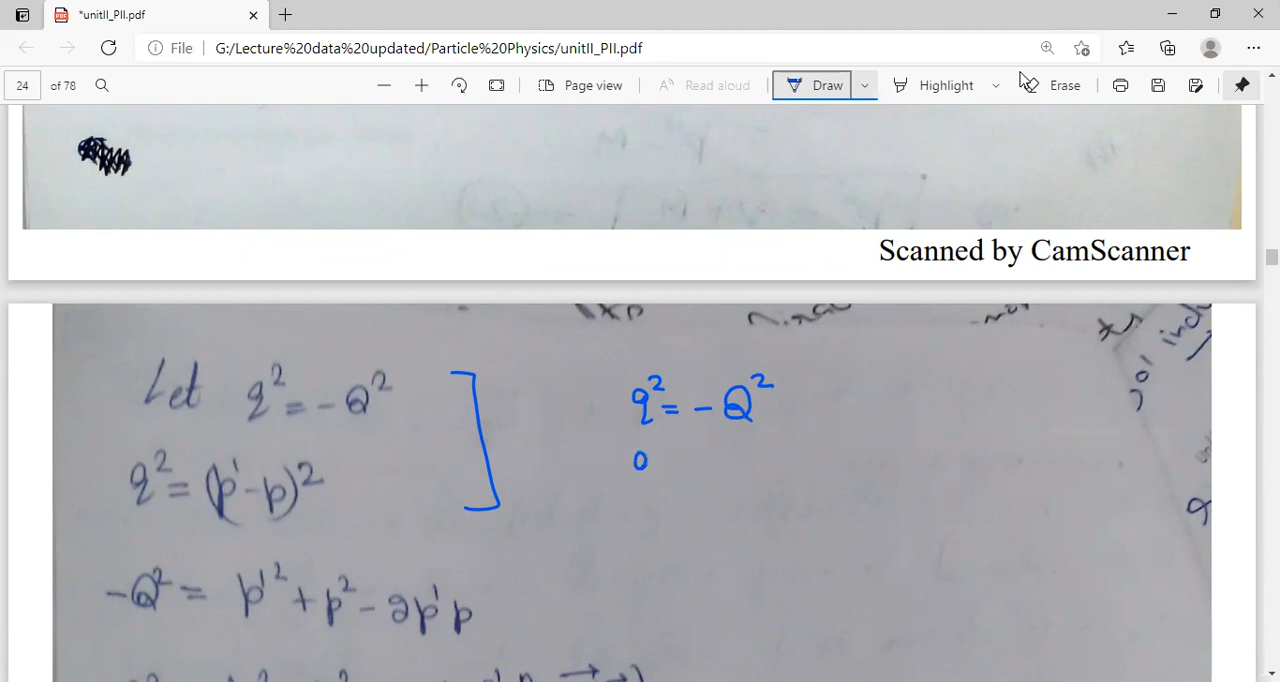 *unitII_PII.pdf
File G:/Lecture%20data%20updated/Particle%20Physics/unitII_PII.pdf
24 of 78 Page view Read aloud Draw Highlight Erase
Scanned by CamScanner
Let q² = -Q²
q² = (p' - p)²
-Q² = p'² + p² - 2p'p
q² = -Q²
0